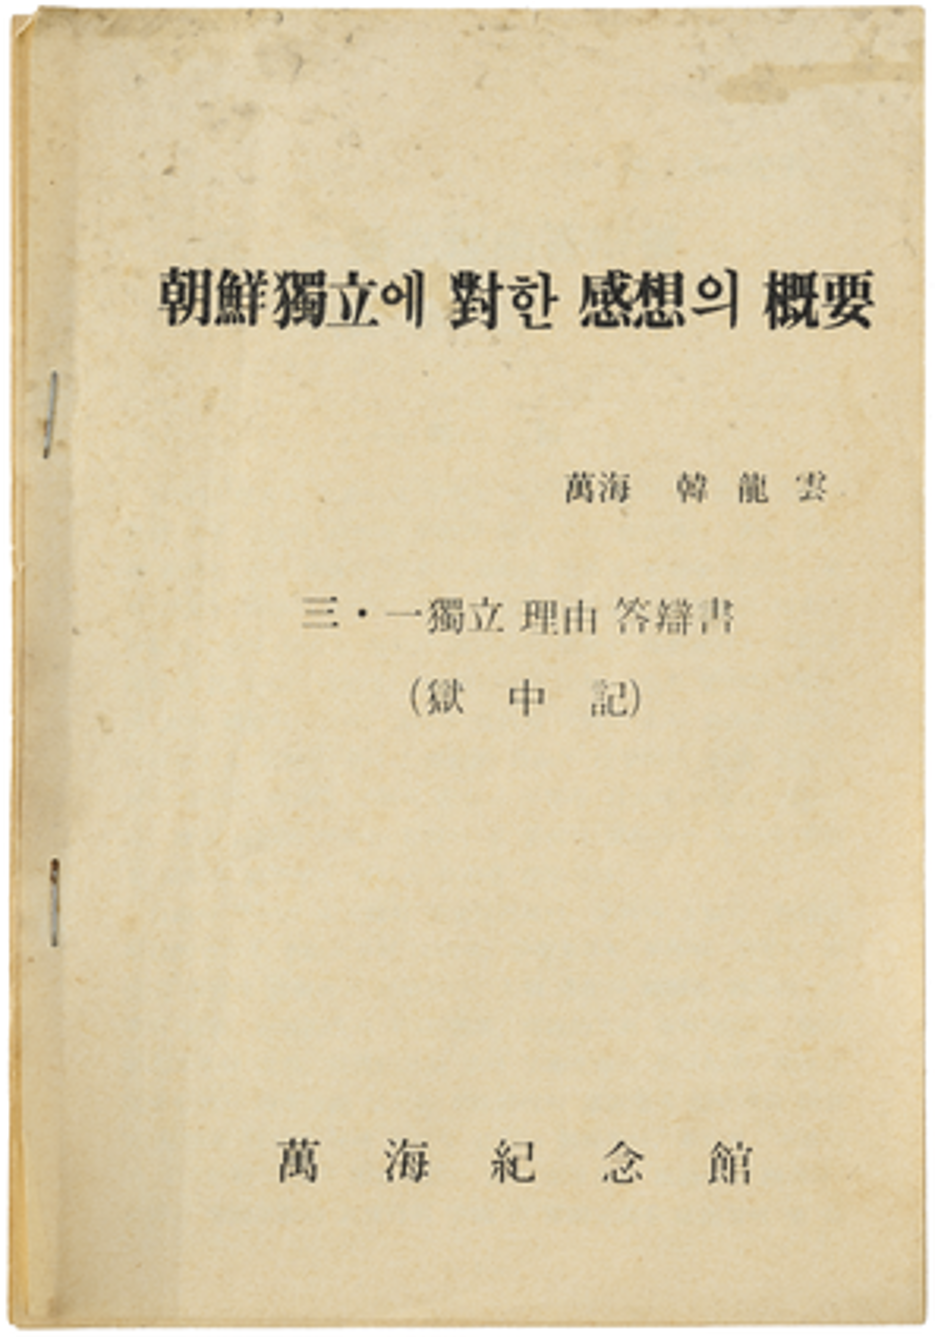 朝鮮獨立에 對한 感想의 槪要
萬海 韓龍雲
三·一獨立 理由 答辯書
(獄中記)
萬海紀念館